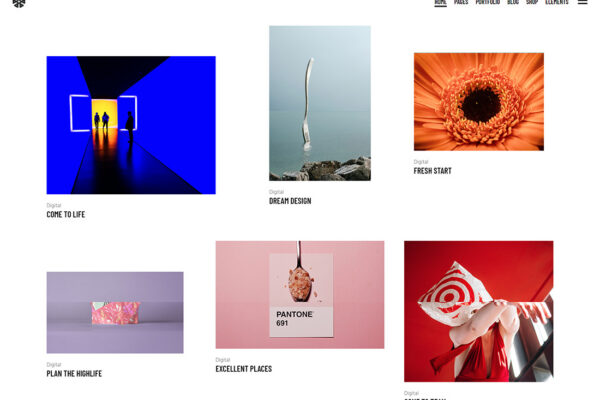 HOME PAGES PORTFOLIO BLOG SHOP ELEMENTS
Digital
COME TO LIFE
Digital
DREAM DESIGN
Digital
FRESH START
Digital
PLAN THE HIGHLIFE
PANTONE
691
Digital
EXCELLENT PLACES
Digital